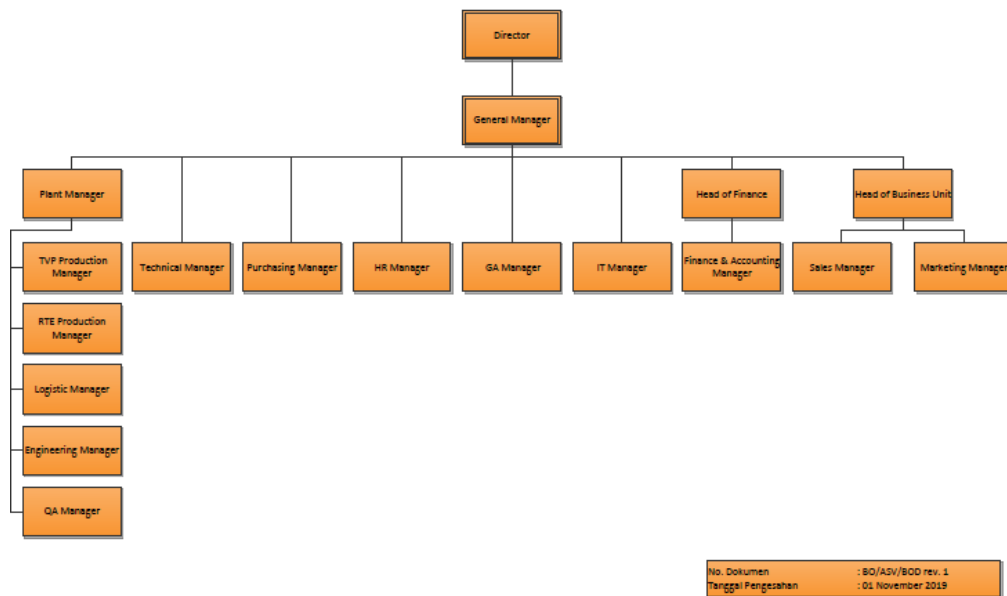 Director
General Manager
Plant Manager
Head of Finance
Head of Business Unit
TVP Production
Manager
Technical Manager
Purchasing Manager
HR Manager
GA Manager
IT Manager
Finance & Accounting
Manager
Sales Manager
Marketing Manager
RTE Production
Manager
Logistic Manager
Engineering Manager
QA Manager
No. Dokumen : BO/ASV/BOD rev. 1
Tanggal Pengesahan : 01 November 2019